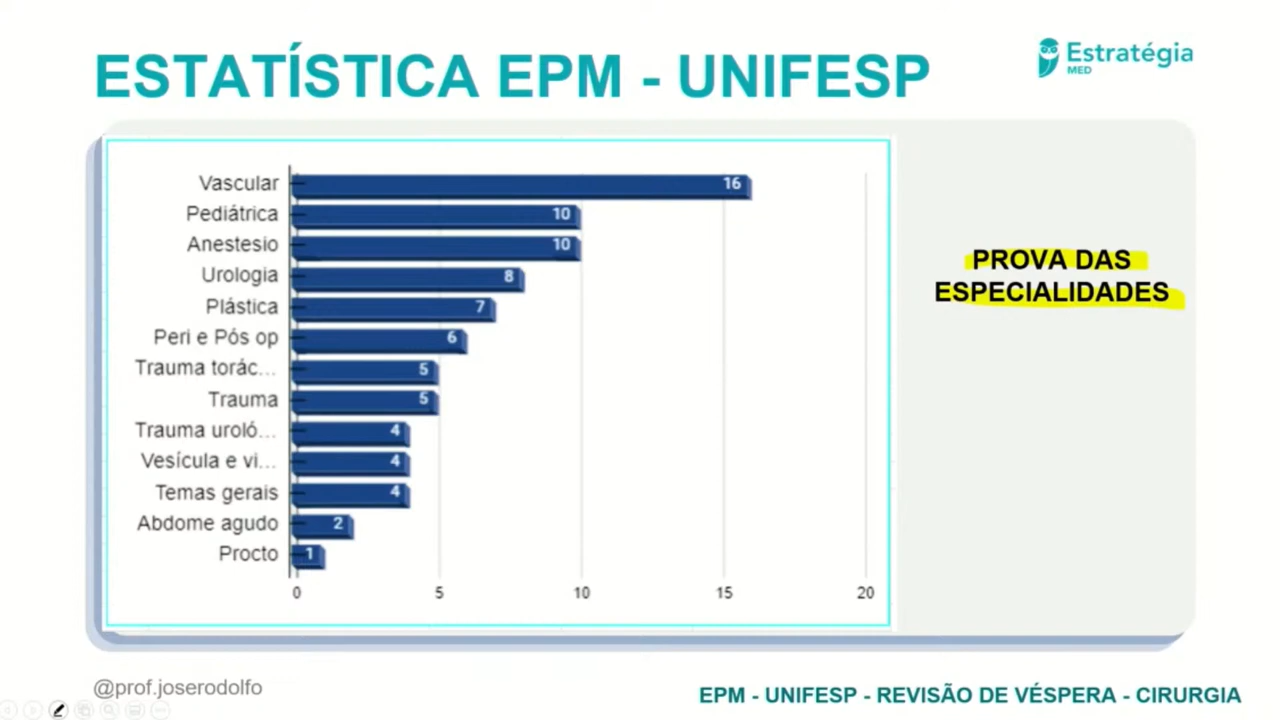 ESTATÍSTICA EPM - UNIFESP
Estratégia
MED
Vascular 16
Pediátrica 10
Anestesio 10
Urologia 8
Plástica 7
Peri e Pós op 6
Trauma torác... 5
Trauma 5
Trauma uroló... 4
Vesícula e vi... 4
Temas gerais 4
Abdome agudo 2
Procto 1
0 5 10 15 20
PROVA DAS
ESPECIALIDADES
@prof.joserodolfo
EPM - UNIFESP - REVISÃO DE VÉSPERA - CIRURGIA